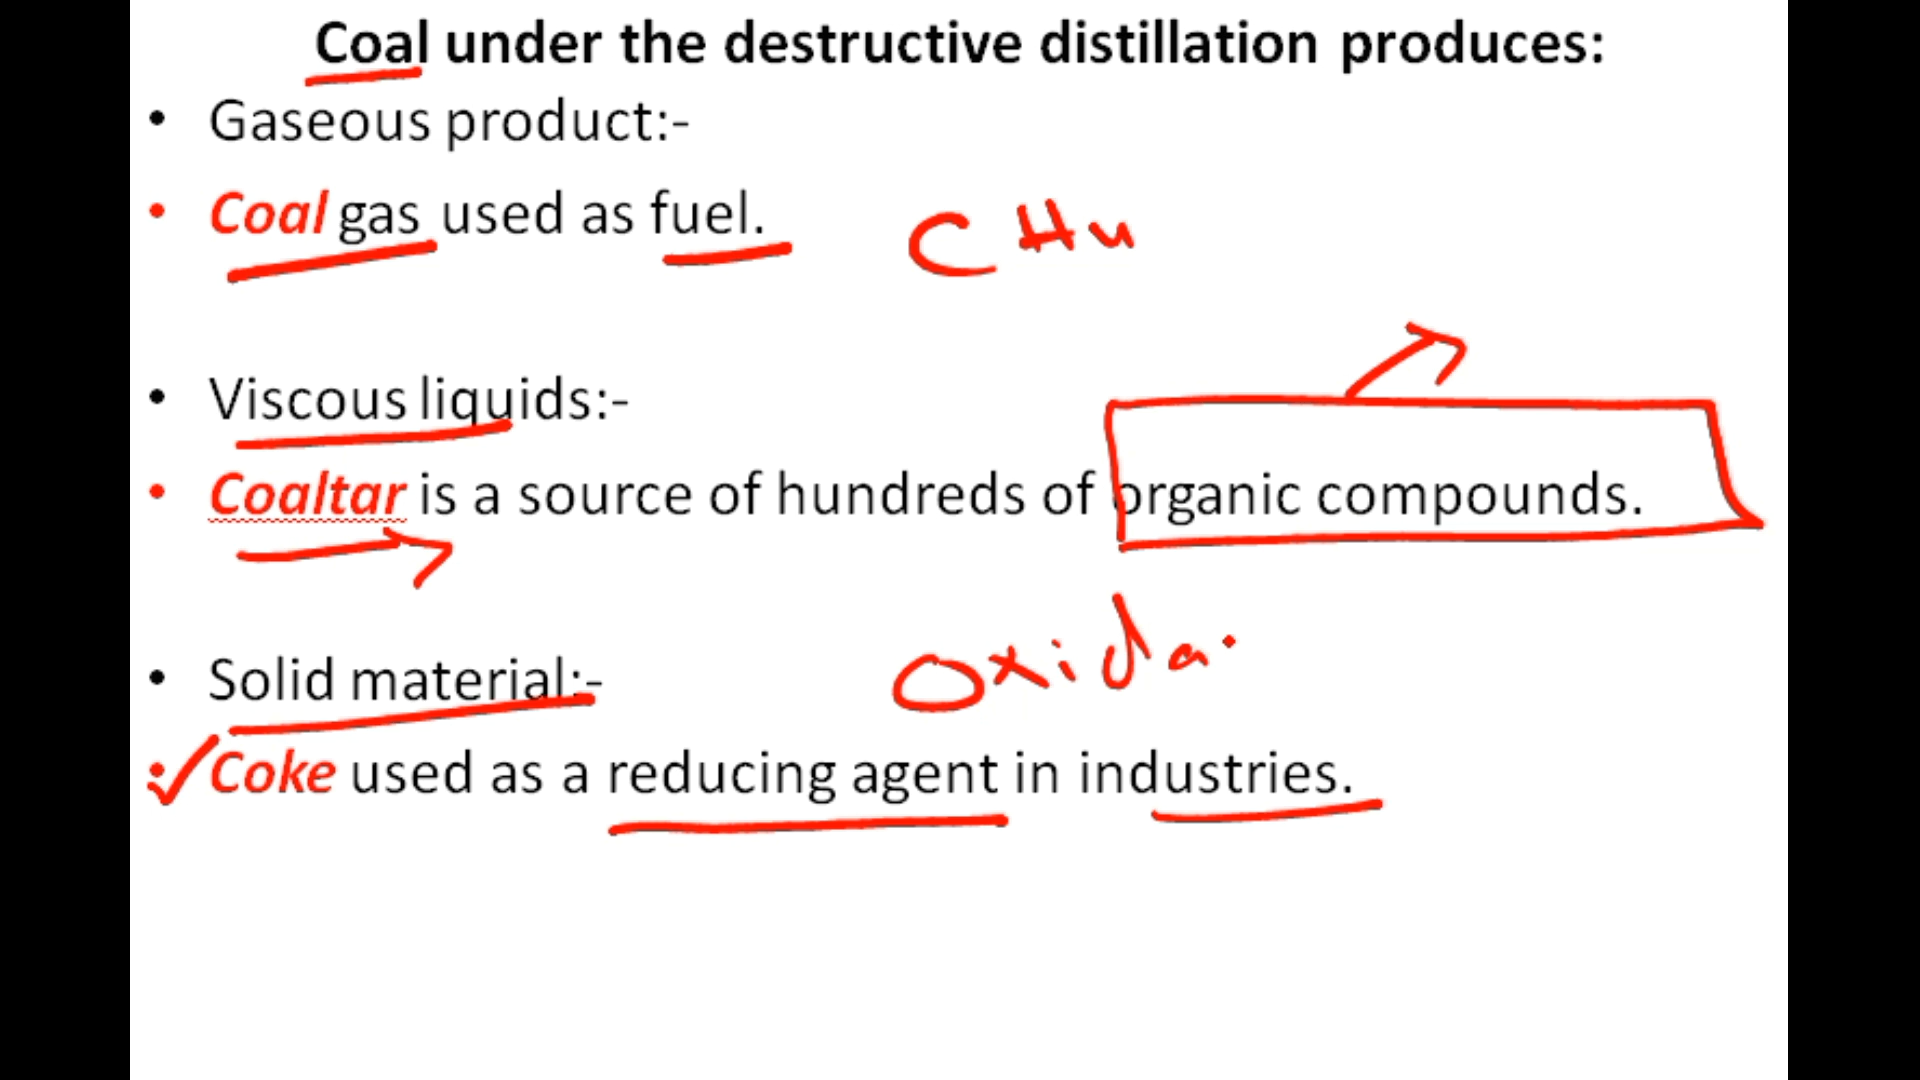 Coal under the destructive distillation produces:
• Gaseous product:-
• Coal gas used as fuel.
CH4
• Viscous liquids:-
• Coaltar is a source of hundreds of organic compounds.
Oxida.
• Solid material:-
• Coke used as a reducing agent in industries.